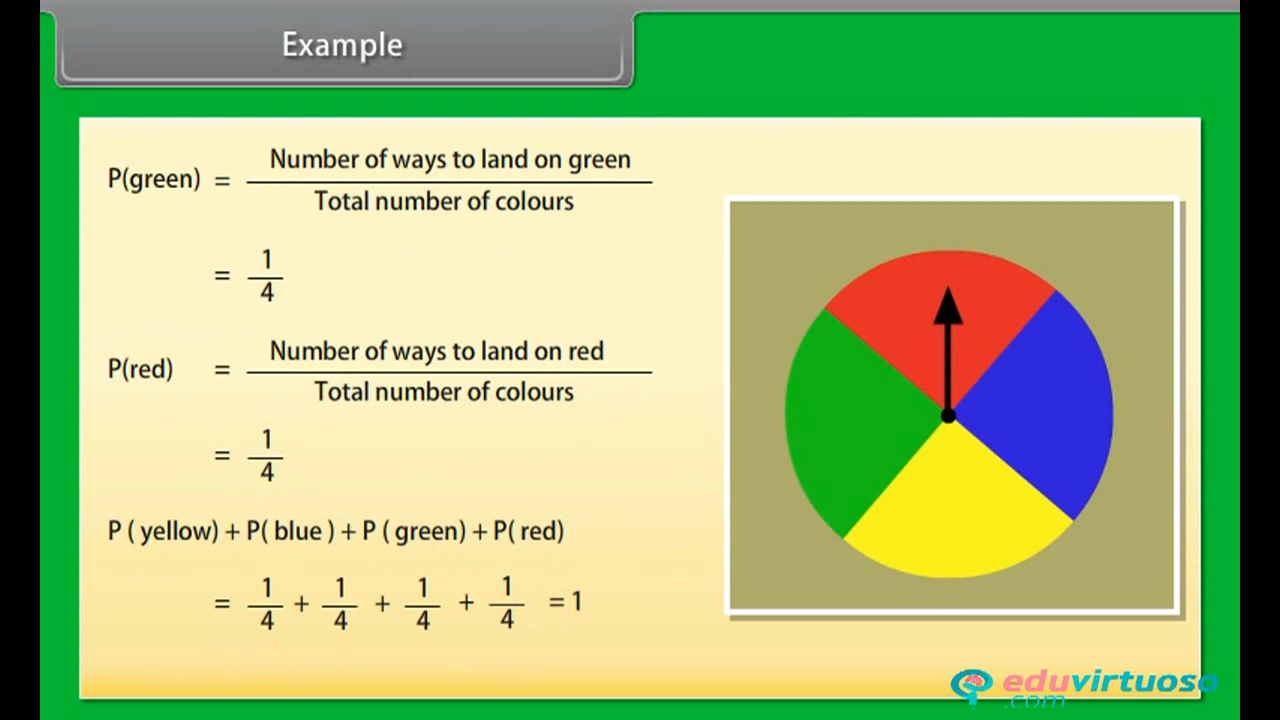 Example
P(green) = Number of ways to land on green
Total number of colours
= 1
4
P(red) = Number of ways to land on red
Total number of colours
= 1
4
P ( yellow) + P( blue ) + P ( green) + P( red)
= 1/4 + 1/4 + 1/4 + 1/4 = 1
eduvirtuoso
.com